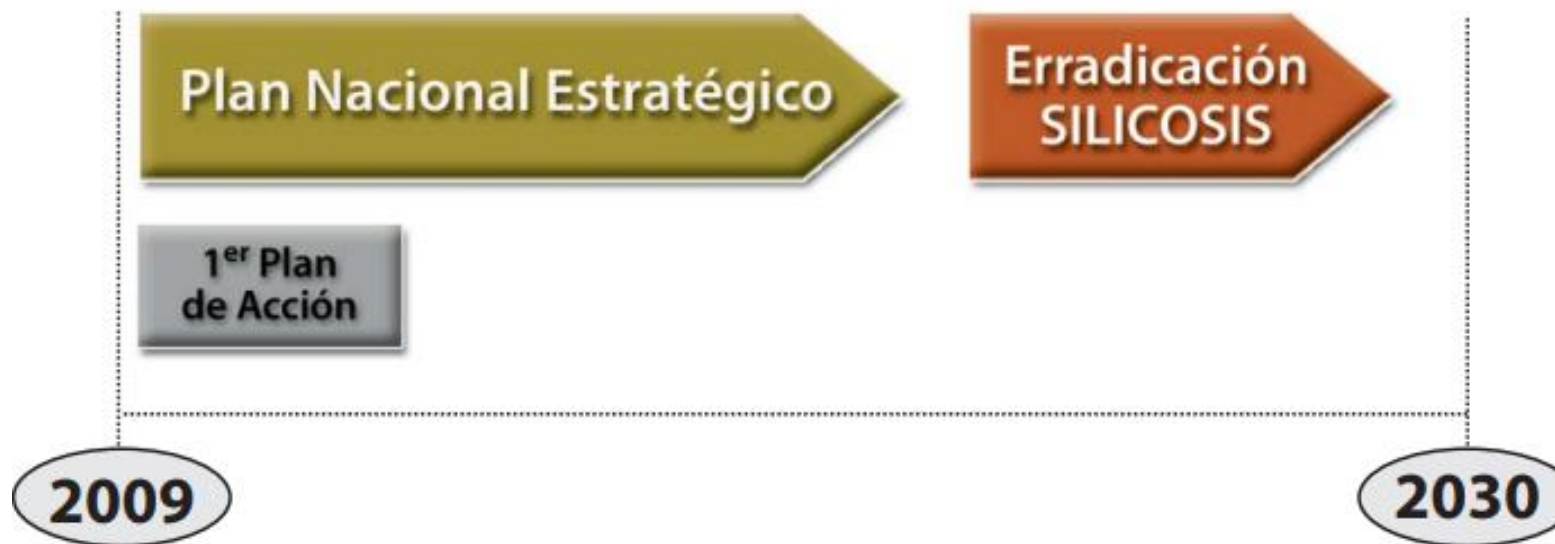 Plan Nacional Estratégico
Erradicación
SILICOSIS
1er Plan
de Acción
2009
2030